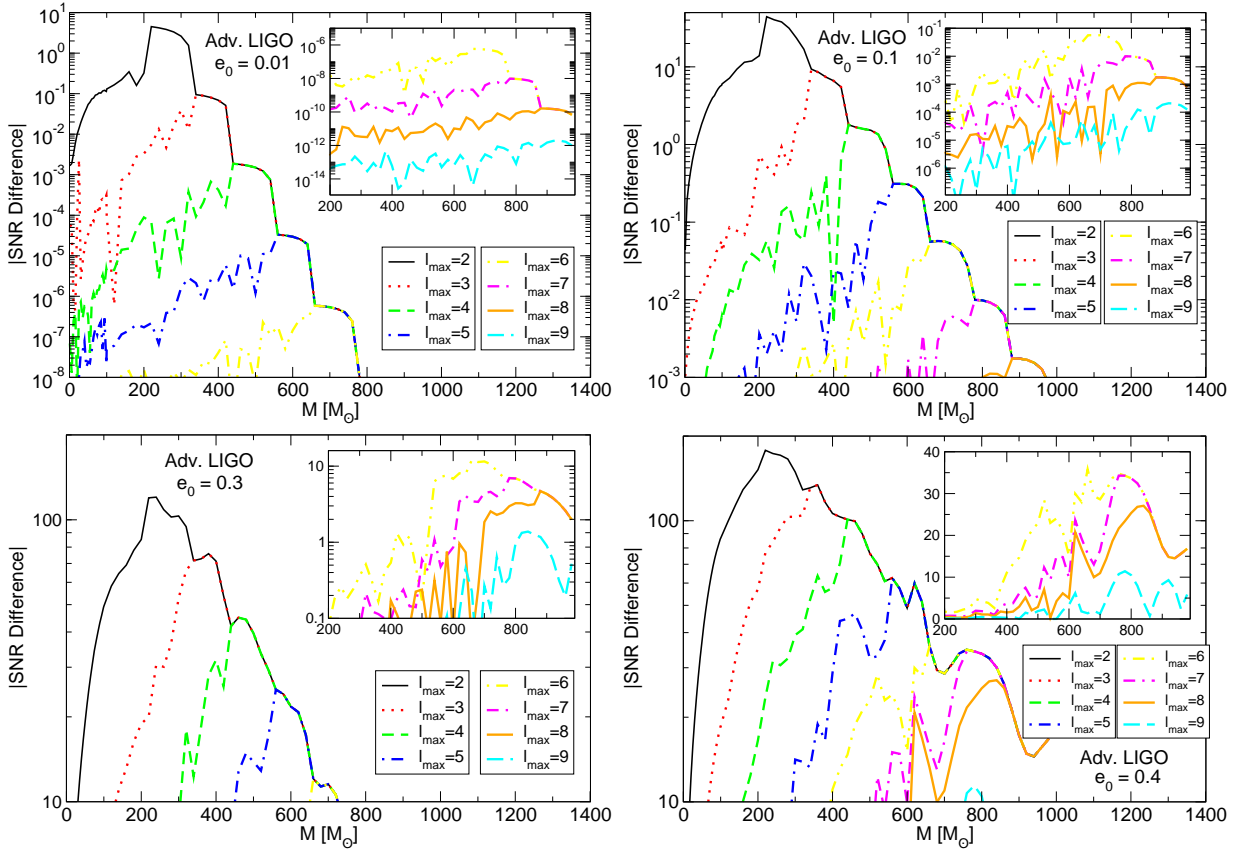 Adv. LIGO
e0 = 0.01
|SNR Difference|
10^1
10^0
10^-1
10^-2
10^-3
10^-4
10^-5
10^-6
10^-7
10^-8
0 200 400 600 800 1000 1200 1400
M [M⊙]
10^-6
10^-8
10^-10
10^-12
10^-14
200 400 600 800
lmax=2
lmax=3
lmax=4
lmax=5
lmax=6
lmax=7
lmax=8
lmax=9
Adv. LIGO
e0 = 0.1
|SNR Difference|
10^1
10^0
10^-1
10^-2
10^-3
0 200 400 600 800 1000 1200 1400
M [M⊙]
10^-1
10^-2
10^-3
10^-4
10^-5
10^-6
200 400 600 800
lmax=2
lmax=3
lmax=4
lmax=5
lmax=6
lmax=7
lmax=8
lmax=9
Adv. LIGO
e0 = 0.3
|SNR Difference|
100
10
0 200 400 600 800 1000 1200 1400
M [M⊙]
10
1
0.1
200 400 600 800
lmax=2
lmax=3
lmax=4
lmax=5
lmax=6
lmax=7
lmax=8
lmax=9
|SNR Difference|
100
10
0 200 400 600 800 1000 1200 1400
M [M⊙]
40
35
30
25
20
15
10
5
0
200 400 600 800
lmax=2
lmax=3
lmax=4
lmax=5
lmax=6
lmax=7
lmax=8
lmax=9
Adv. LIGO
e0 = 0.4